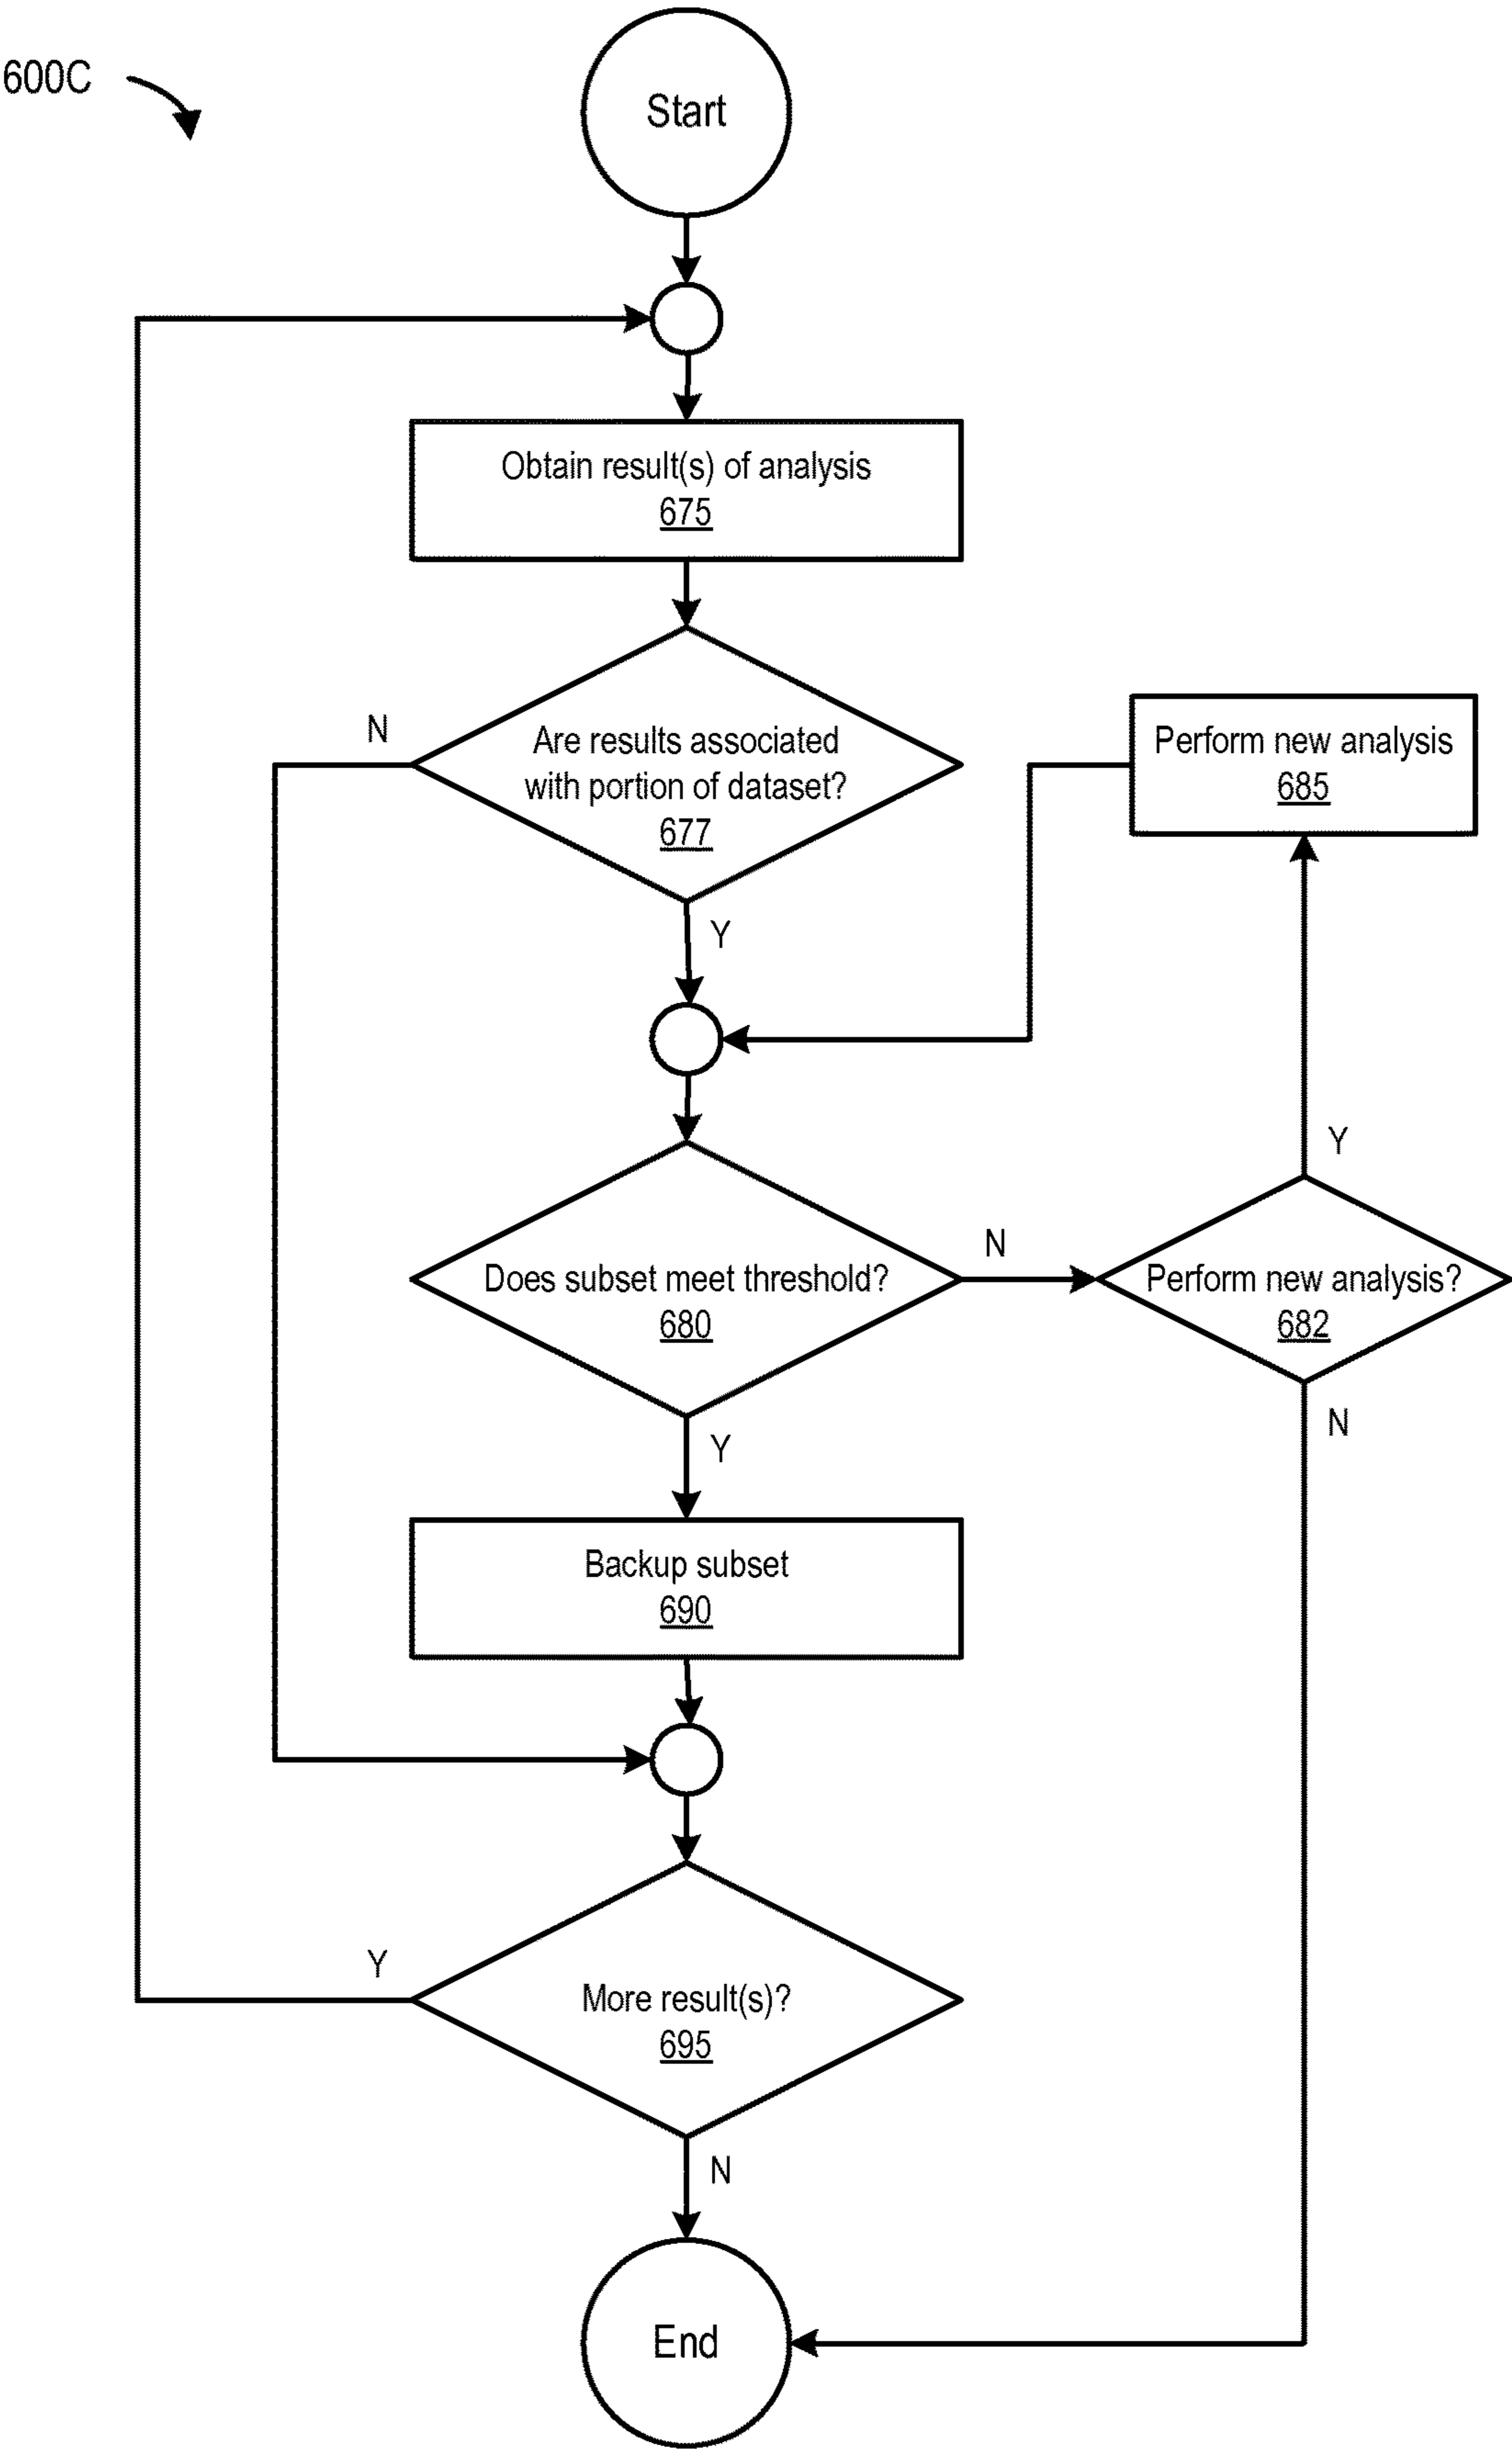 600C
Start
Obtain result(s) of analysis
675
N
Are results associated
with portion of dataset?
677
Perform new analysis
685
Y
Y
N
Does subset meet threshold?
680
Perform new analysis?
682
N
Y
Backup subset
690
Y
More result(s)?
695
N
End